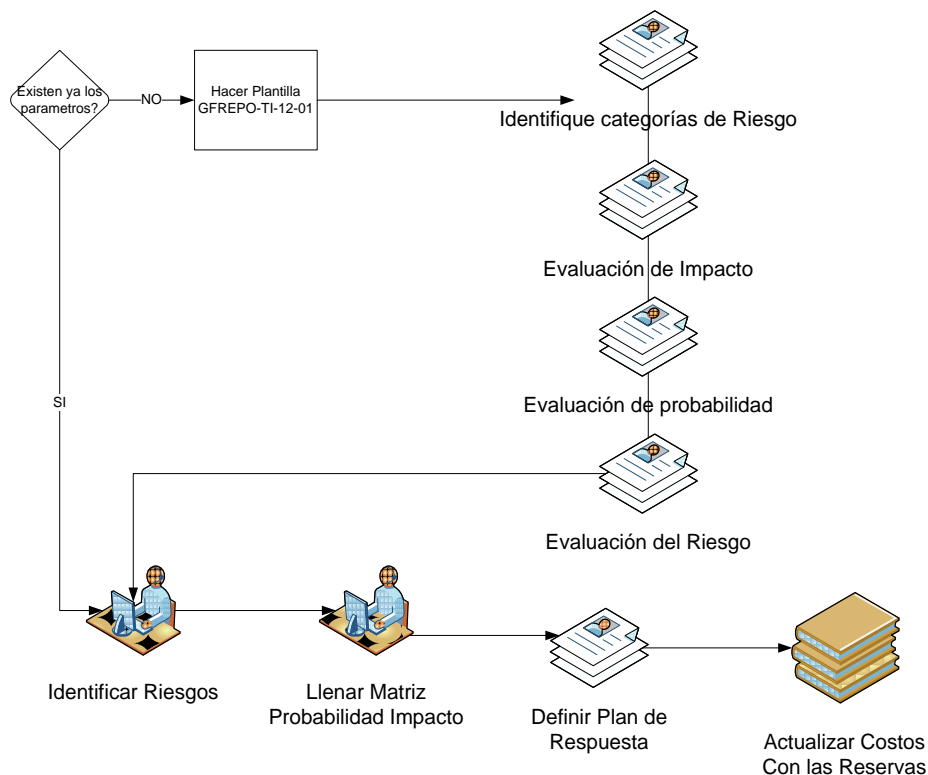 Existen ya los
parametros?
NO
Hacer Plantilla
GFREPO-TI-12-01
Identifique categorías de Riesgo
Evaluación de Impacto
Evaluación de probabilidad
SI
Evaluación del Riesgo
Identificar Riesgos
Llenar Matriz
Probabilidad Impacto
Definir Plan de
Respuesta
Actualizar Costos
Con las Reservas